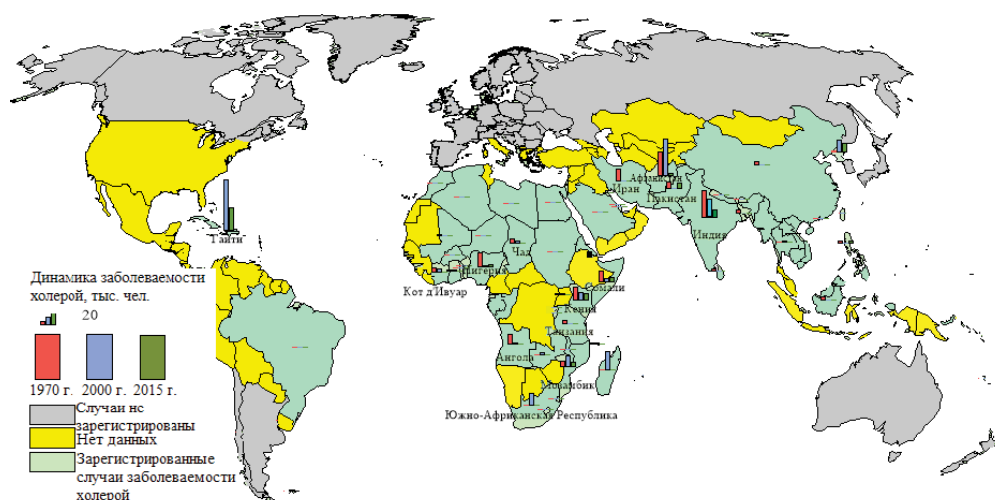 Афганистан
Иран
Пакистан
Индия
Гаити
Чад
Нигерия
Кот д'Ивуар
Сомали
Кения
Танзания
Ангола
Мозамбик
Южно-Африканская Республика
Динамика заболеваемости
холерой, тыс. чел.
20
1970 г. 2000 г. 2015 г.
Случаи не
зарегистрированы
Нет данных
Зарегистрированные
случаи заболеваемости
холерой